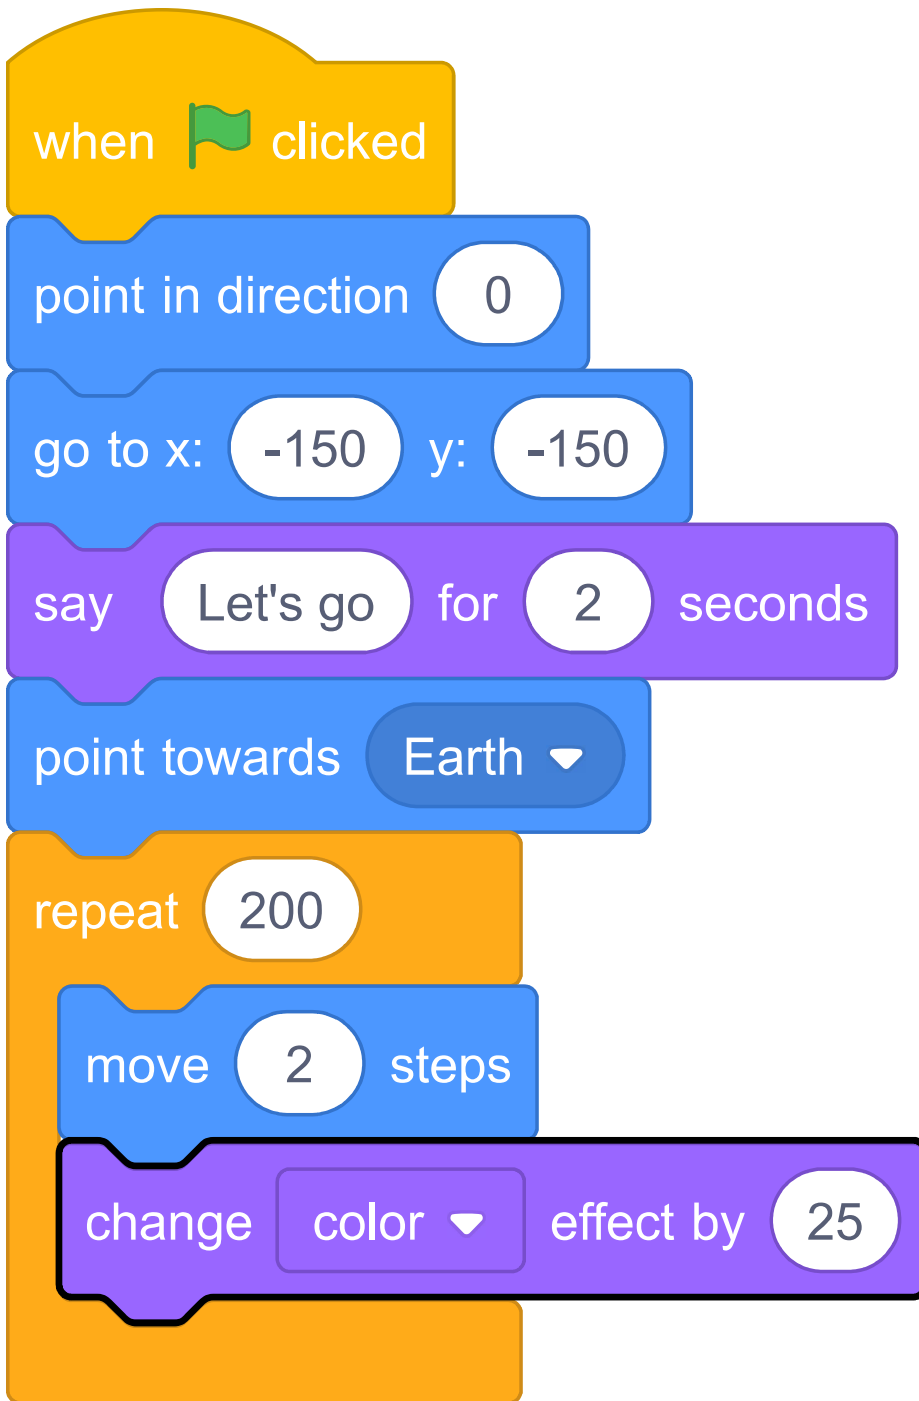 when clicked
point in direction 0
go to x: -150 y: -150
say Let's go for 2 seconds
point towards Earth
repeat 200
move 2 steps
change color effect by 25